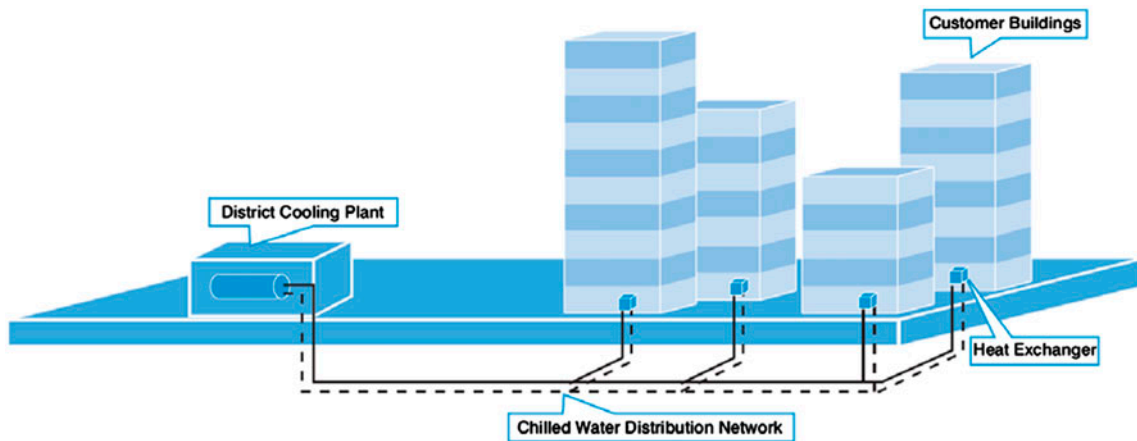 Customer Buildings
District Cooling Plant
Heat Exchanger
Chilled Water Distribution Network